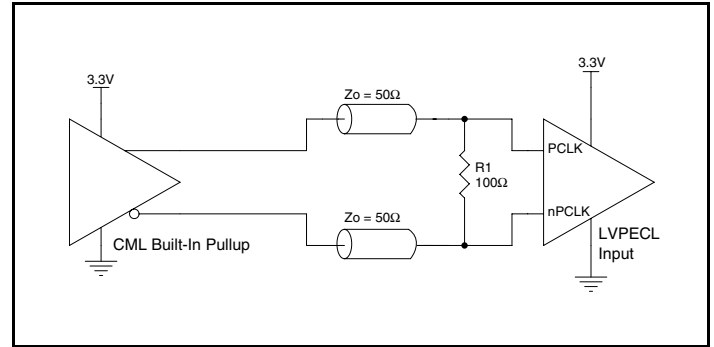 3.3V
3.3V
Zo = 50Ω
PCLK
R1
100Ω
Zo = 50Ω
nPCLK
CML Built-In Pullup
LVPECL
Input